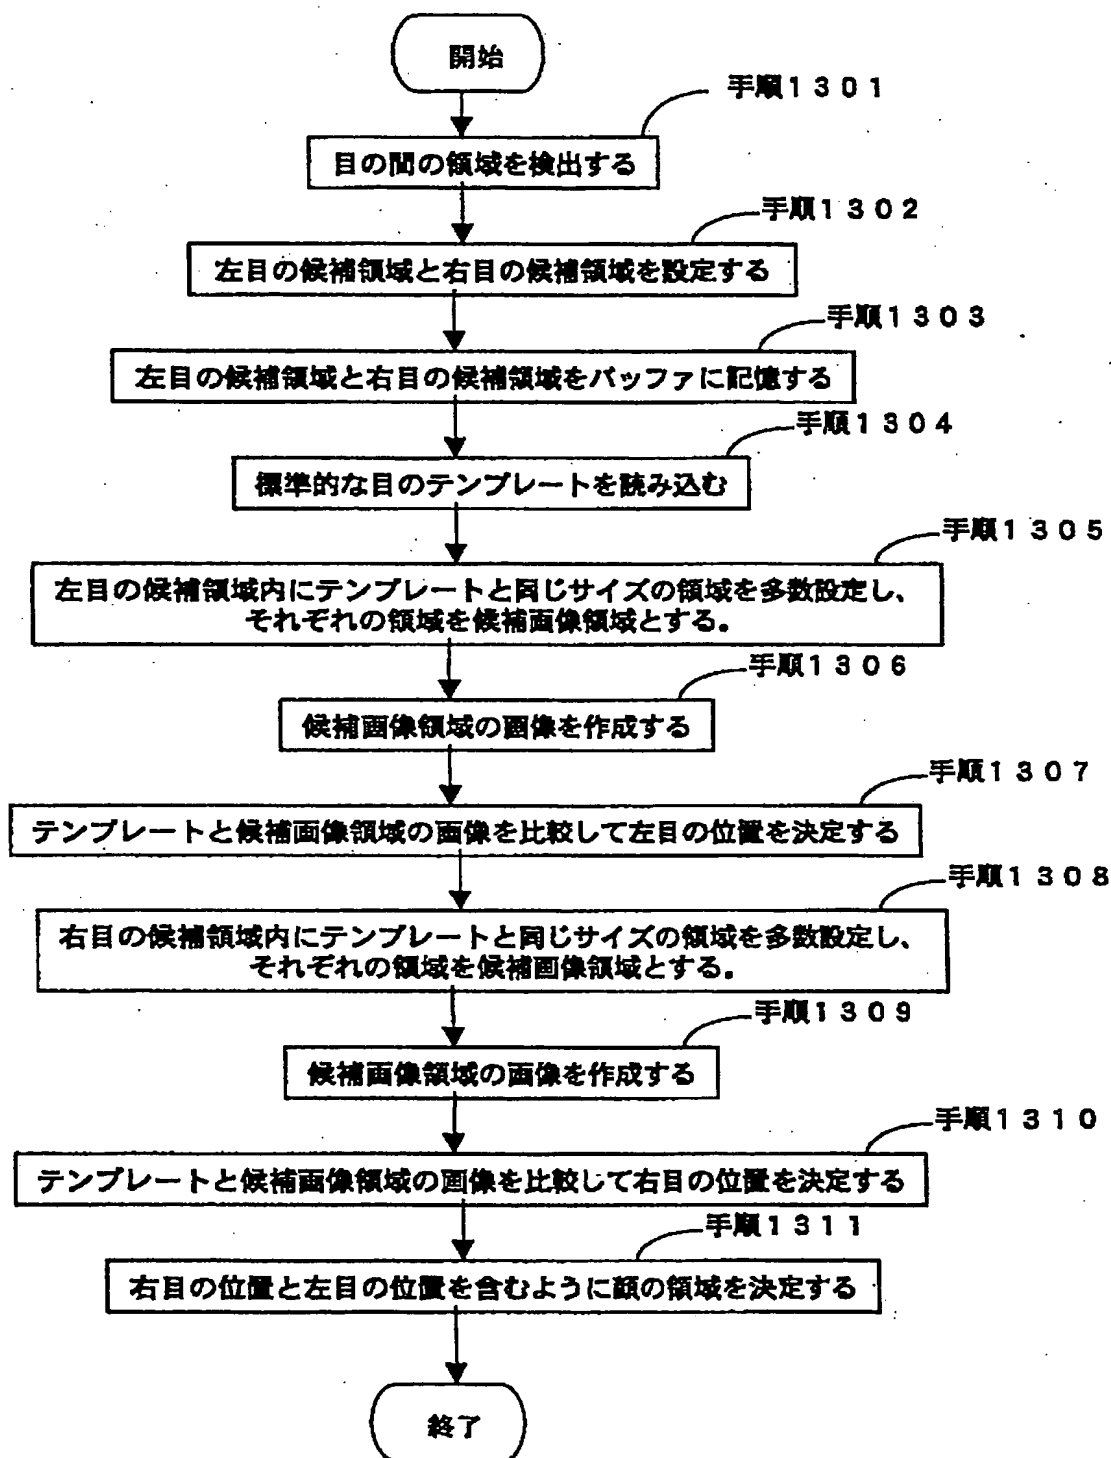 開始
手順1301
目の間の領域を検出する
手順1302
左目の候補領域と右目の候補領域を設定する
手順1303
左目の候補領域と右目の候補領域をバッファに記憶する
手順1304
標準的な目のテンプレートを読み込む
手順1305
左目の候補領域内にテンプレートと同じサイズの領域を多数設定し、
それぞれの領域を候補画像領域とする。
手順1306
候補画像領域の画像を作成する
手順1307
テンプレートと候補画像領域の画像を比較して左目の位置を決定する
手順1308
右目の候補領域内にテンプレートと同じサイズの領域を多数設定し、
それぞれの領域を候補画像領域とする。
手順1309
候補画像領域の画像を作成する
手順1310
テンプレートと候補画像領域の画像を比較して右目の位置を決定する
手順1311
右目の位置と左目の位置を含むように顔の領域を決定する
終了